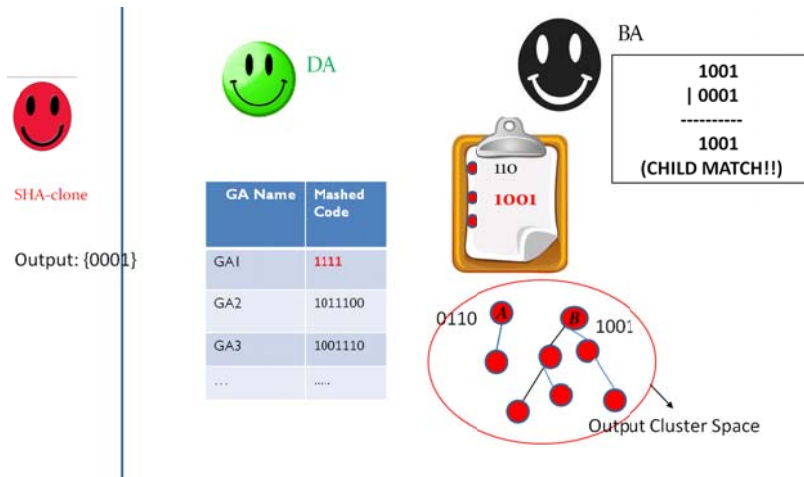 SHA-clone
Output: {0001}
DA
GA Name Mashed Code
GA1 1111
GA2 1011100
GA3 1001110
... .....
BA
1001
| 0001
----------
1001
(CHILD MATCH!!)
110
1001
0110 A
B 1001
Output Cluster Space